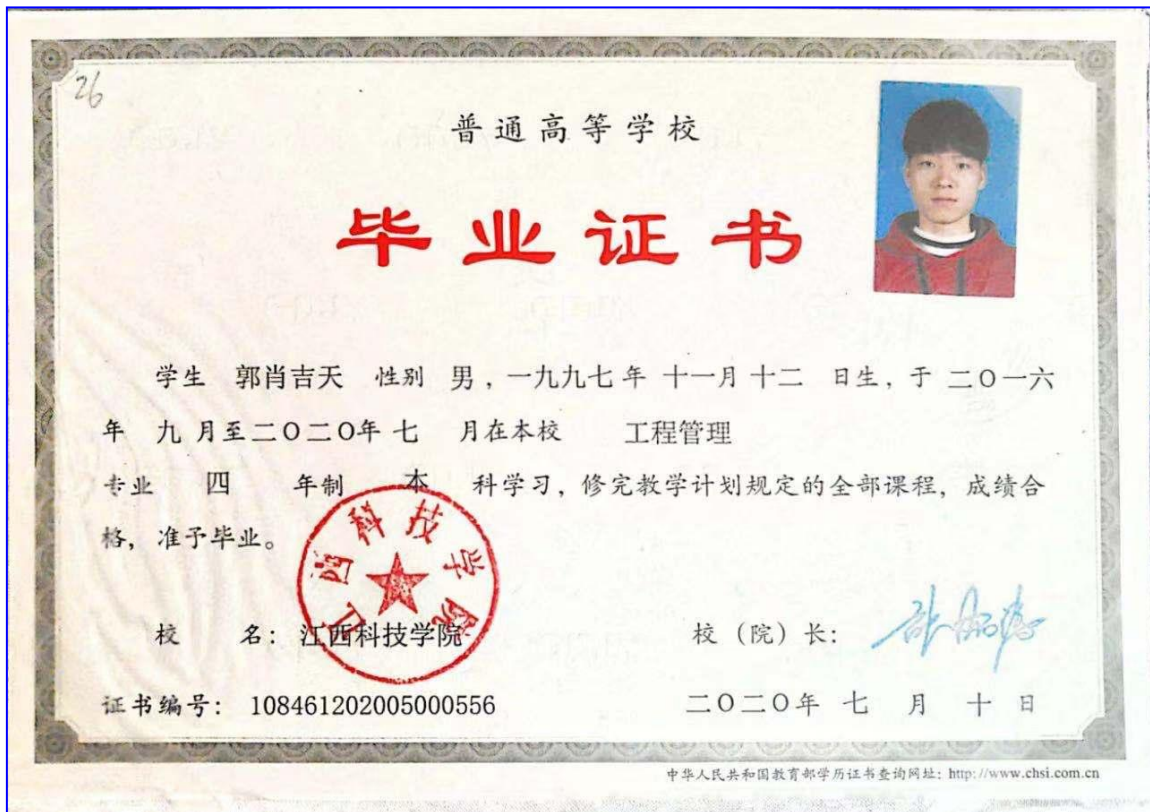 26
普通高等学校
毕业证书
学生 郭肖吉天 性别 男，一九九七年 十一月 十二 日生，于 二〇一六
年 九 月至二〇二〇年 七 月在本校 工程管理
专业 四 年制 本 科学习，修完教学计划规定的全部课程，成绩合
格，准予毕业。
江西科技学院
校 名：江西科技学院 校（院）长：
证书编号：108461202005000556 二〇二〇年 七 月 十 日
中华人民共和国教育部学历证书查询网址：http://www.chsi.com.cn